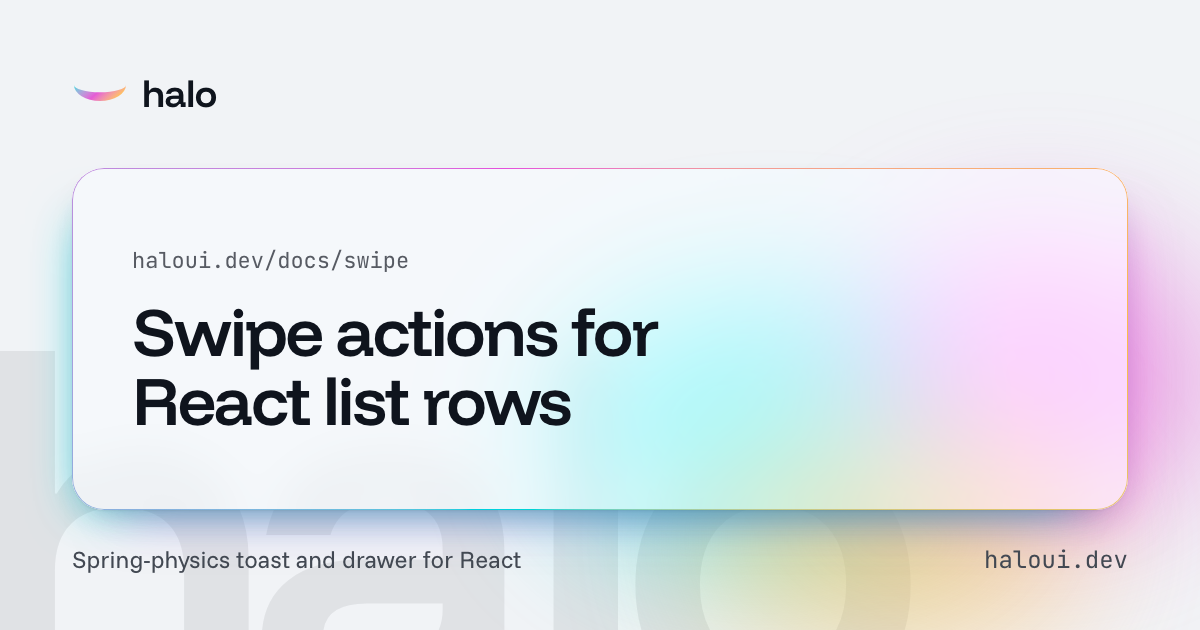 halo
haloui.dev/docs/swipe
Swipe actions for
React list rows
Spring-physics toast and drawer for React
haloui.dev
halo